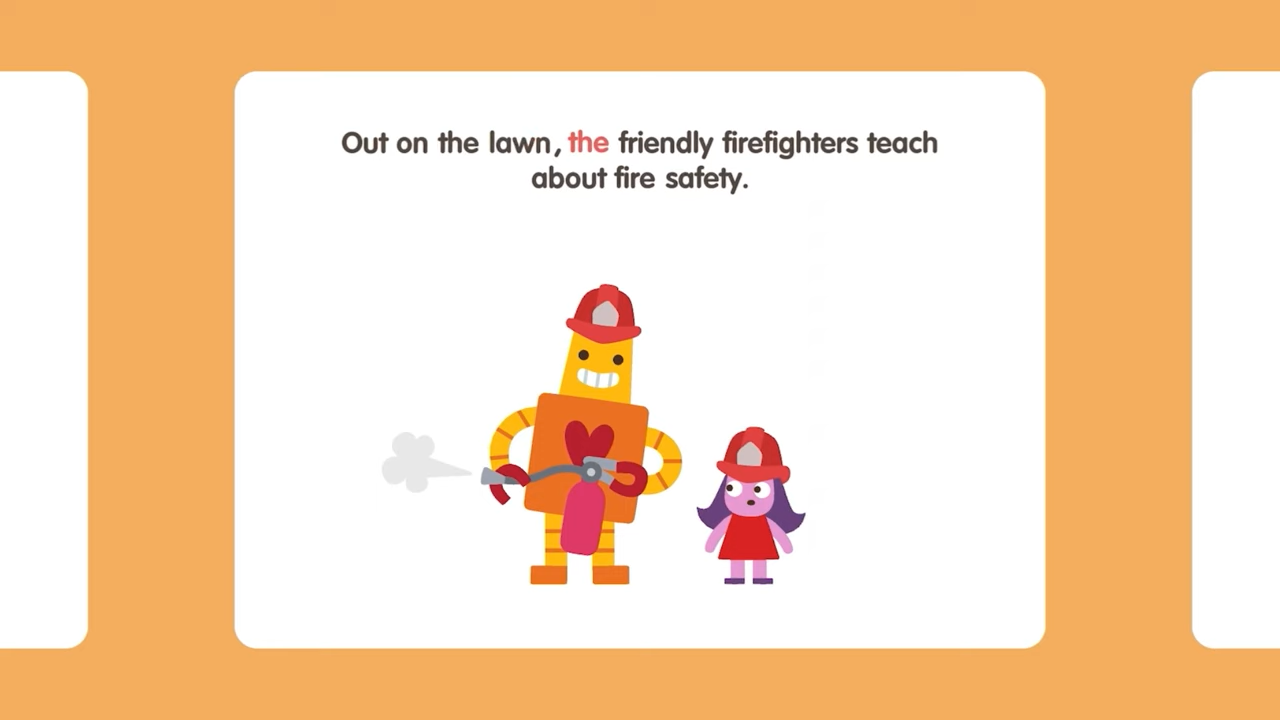 Out on the lawn, the friendly firefighters teach
about fire safety.